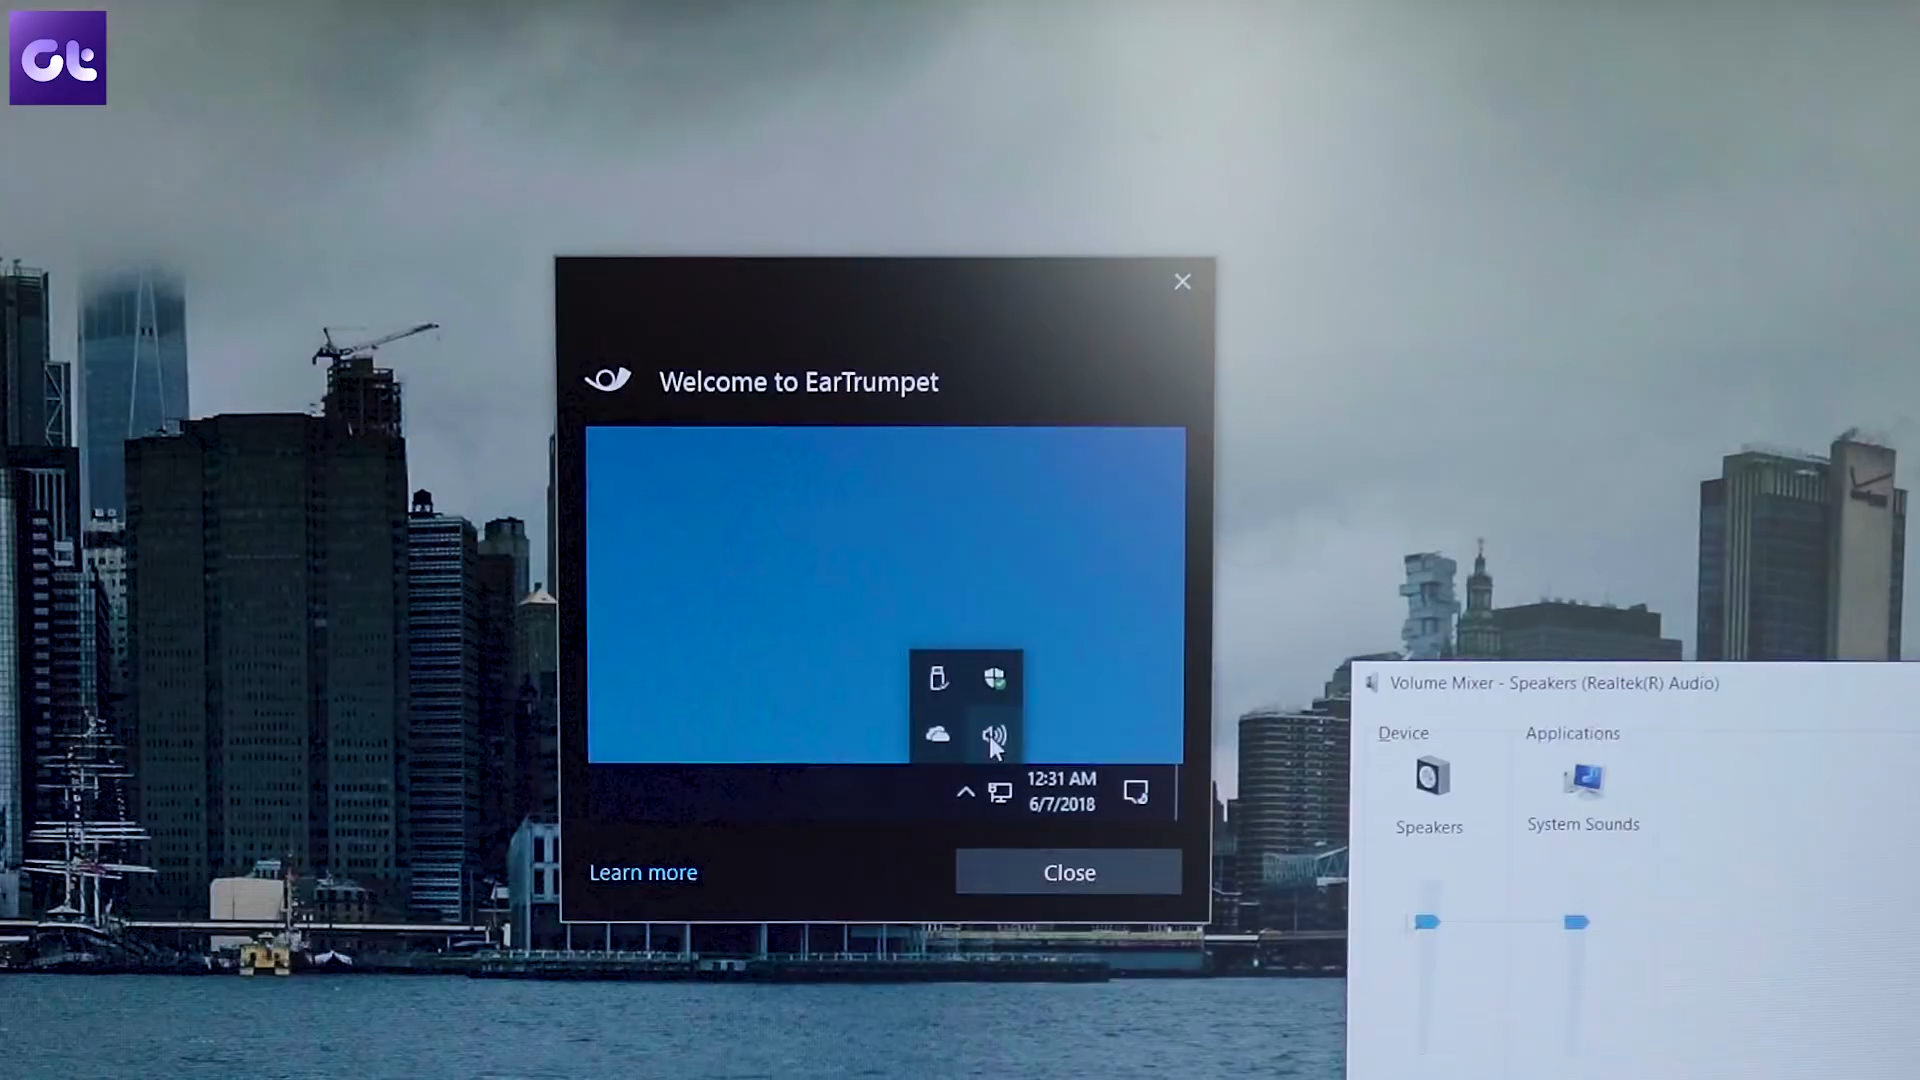 Gt
Welcome to EarTrumpet
12:31 AM
6/7/2018
Learn more
Close
Volume Mixer - Speakers (Realtek(R) Audio)
Device
Applications
Speakers
System Sounds